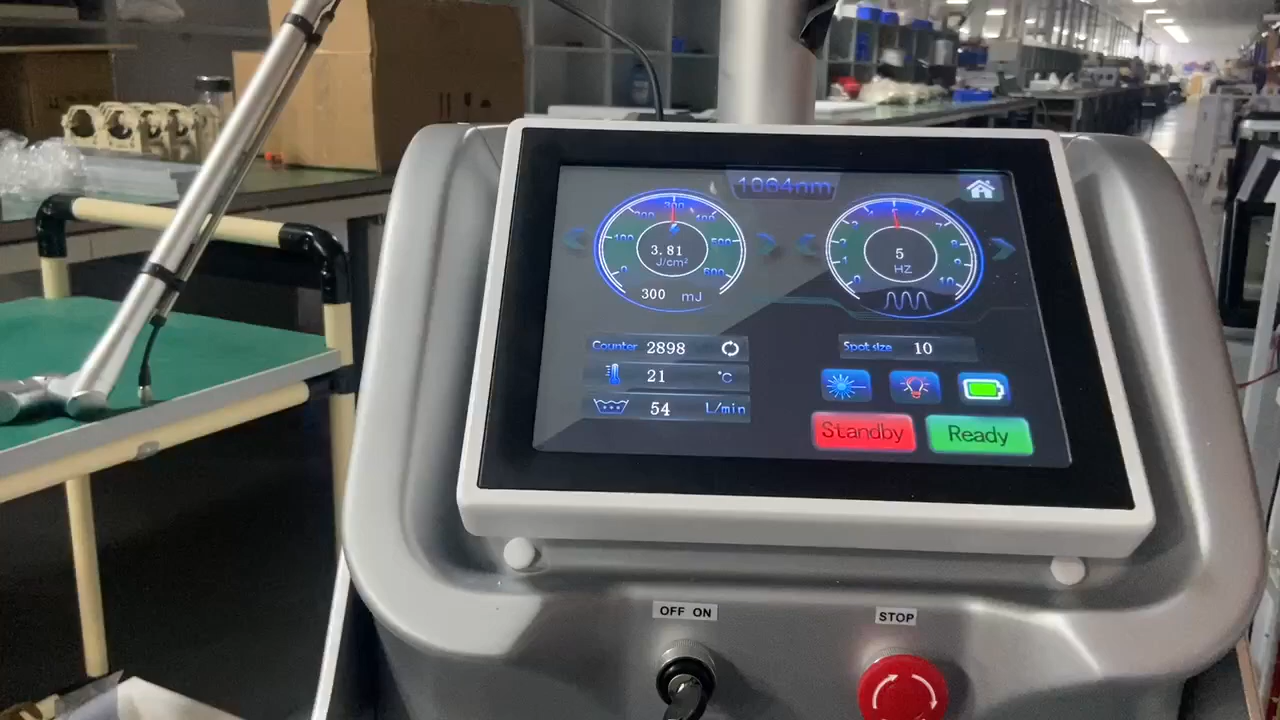 1064nm
0 100 200 300 400 500 600
3.81
J/cm²
300 mJ
5
HZ
10
Counter 2898
21 °C
54 L/min
Spot size 10
Standby Ready
OFF ON
STOP